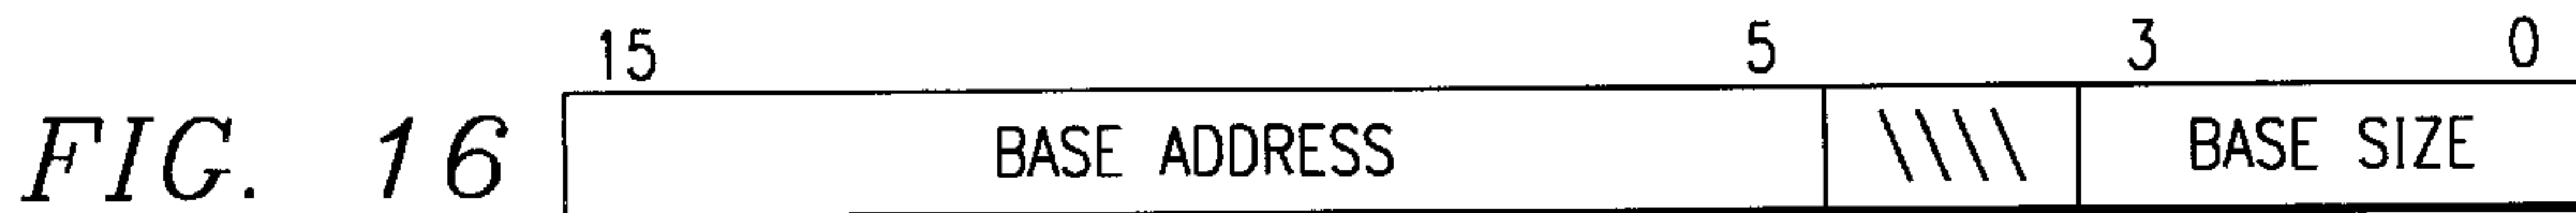 15 5 3 0
FIG. 16 BASE ADDRESS \\\\ BASE SIZE